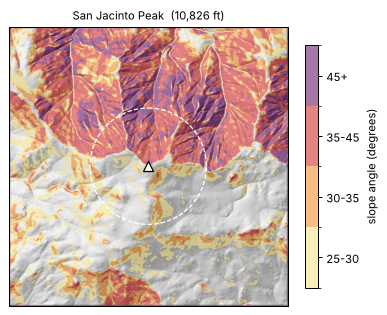 San Jacinto Peak (10,826 ft)
45+
35-45
30-35
25-30
slope angle (degrees)